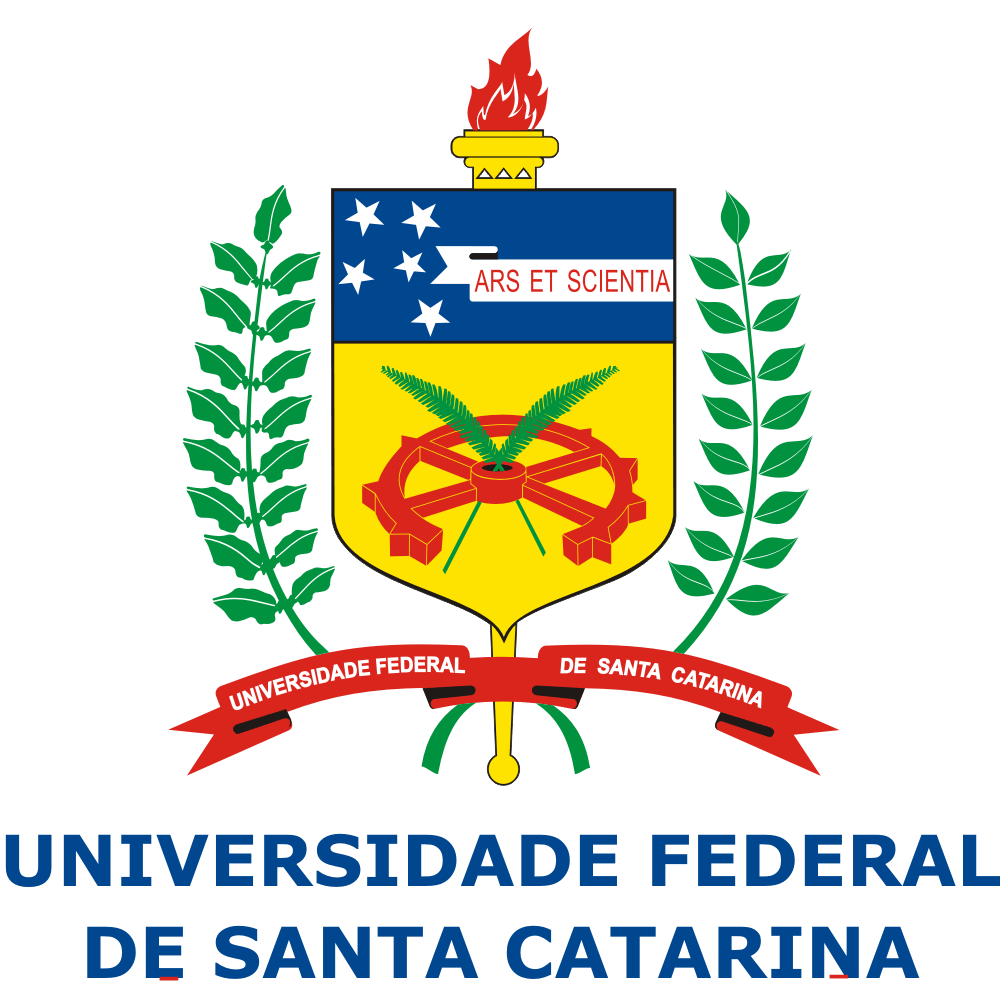 ARS ET SCIENTIA
UNIVERSIDADE FEDERAL DE SANTA CATARINA
UNIVERSIDADE FEDERAL
DE SANTA CATARINA